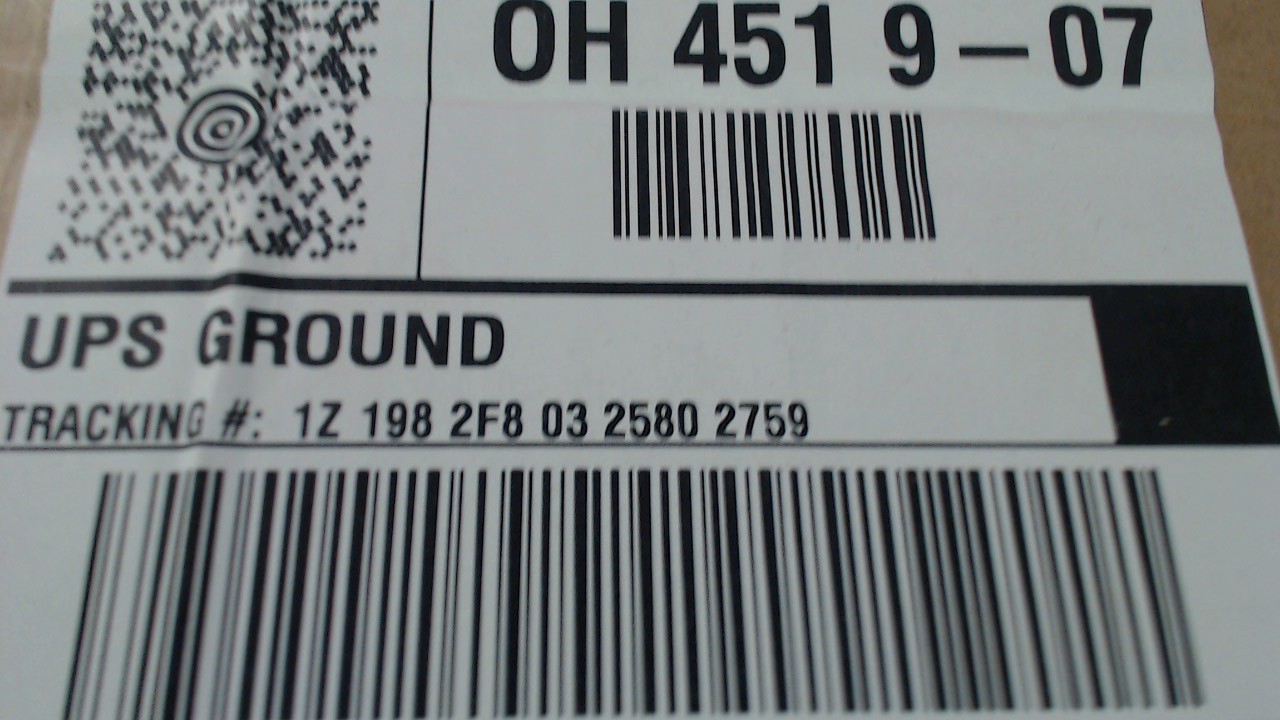 OH 451 9-07
UPS GROUND
TRACKING #: 1Z 198 2F8 03 2580 2759